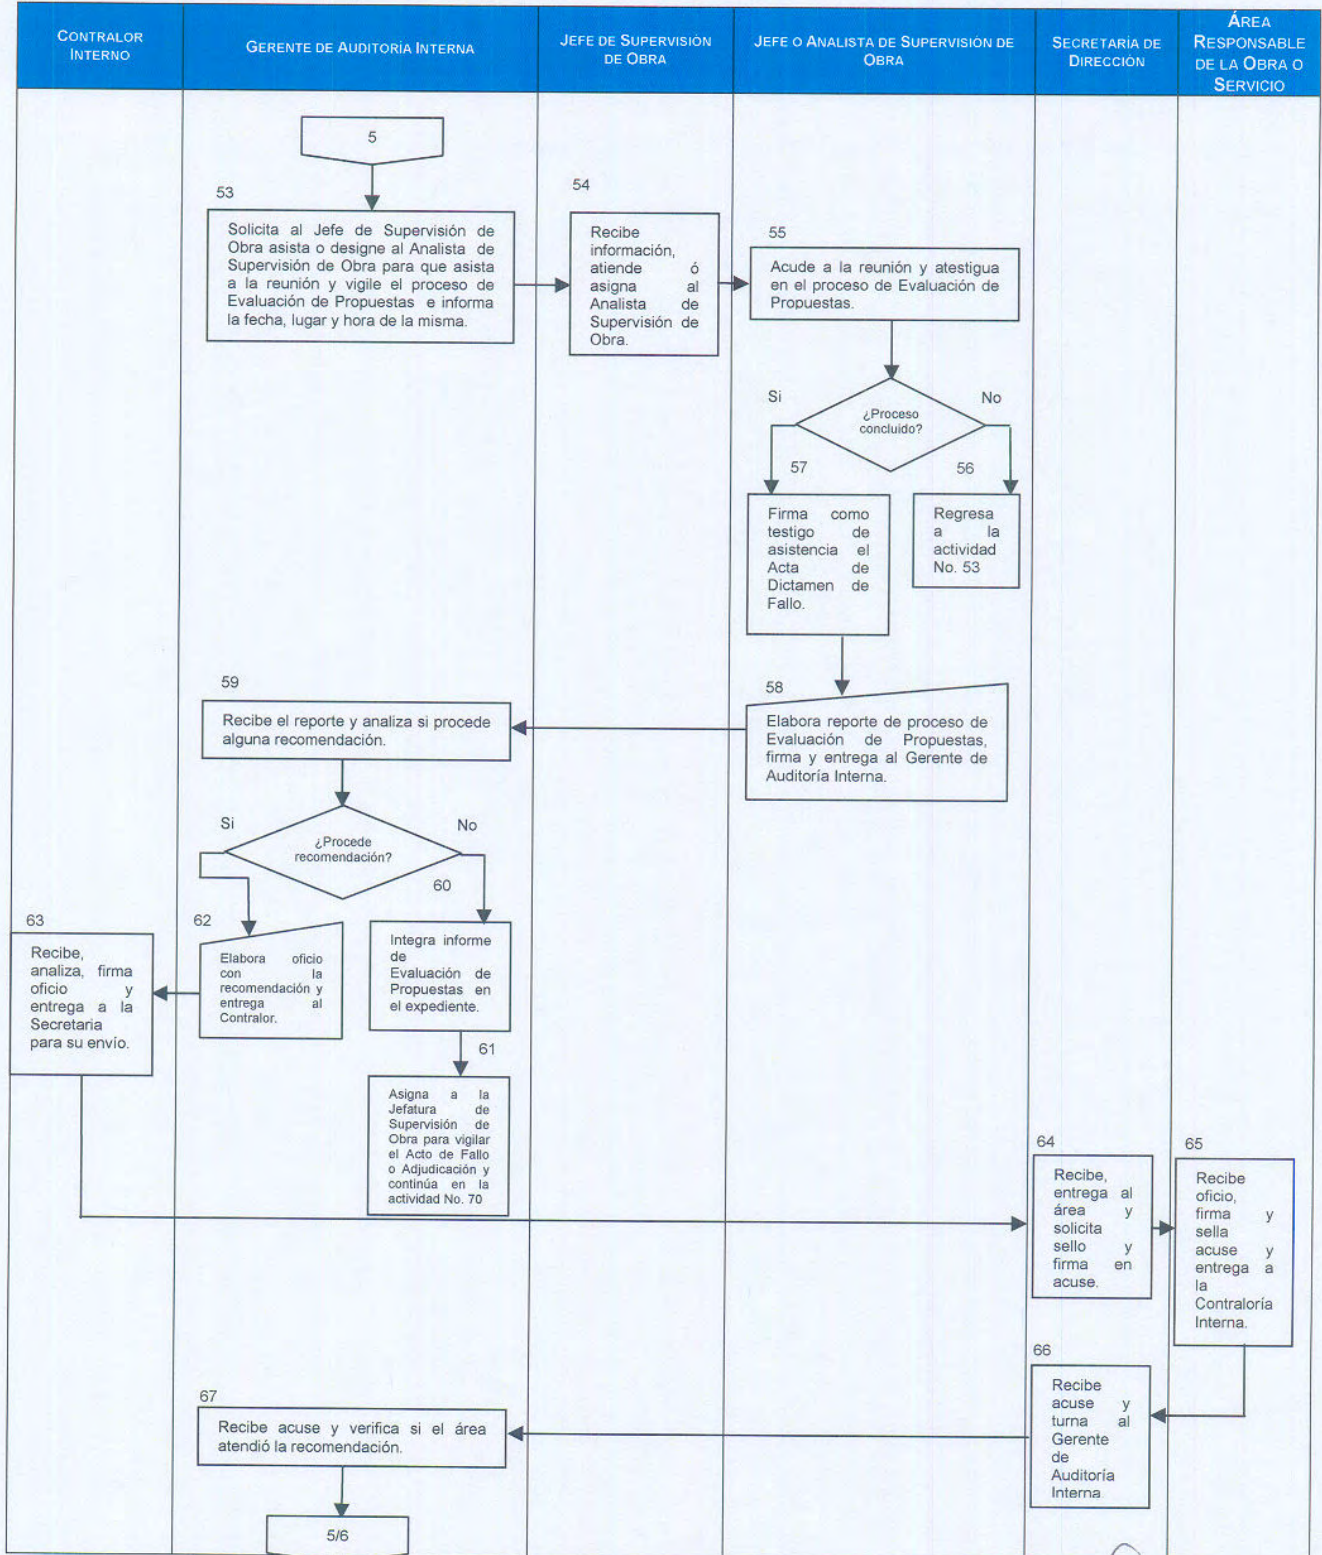 CONTRALOR
INTERNO
GERENTE DE AUDITORÍA INTERNA
JEFE DE SUPERVISIÓN
DE OBRA
JEFE O ANALISTA DE SUPERVISIÓN DE
OBRA
SECRETARÍA DE
DIRECCIÓN
ÁREA
RESPONSABLE
DE LA OBRA O
SERVICIO
5
53
Solicita al Jefe de Supervisión de
Obra asista o designe al Analista de
Supervisión de Obra para que asista
a la reunión y vigile el proceso de
Evaluación de Propuestas e informa
la fecha, lugar y hora de la misma.
54
Recibe
información,
atiende ó
asigna al
Analista de
Supervisión de
Obra.
55
Acude a la reunión y atestigua
en el proceso de Evaluación de
Propuestas.
Si
No
¿Proceso
concluido?
57
56
Firma como
testigo de
asistencia el
Acta de
Dictamen de
Fallo.
Regresa
a la
actividad
No. 53
58
Elabora reporte de proceso de
Evaluación de Propuestas,
firma y entrega al Gerente de
Auditoría Interna.
59
Recibe el reporte y analiza si procede
alguna recomendación.
Si
No
¿Procede
recomendación?
60
Integra informe
de
Evaluación de
Propuestas en
el expediente.
61
Asigna a la
Jefatura de
Supervisión de
Obra para vigilar
el Acto de Fallo
o Adjudicación y
continúa en la
actividad No. 70
62
Elabora oficio
con la
recomendación y
entrega al
Contralor.
63
Recibe,
analiza, firma
oficio y
entrega a la
Secretaria
para su envío.
64
Recibe,
entrega al
área y
solicita
sello y
firma en
acuse.
65
Recibe
oficio,
firma y
sella
acuse y
entrega a
la
Contraloría
Interna.
66
Recibe
acuse y
turna al
Gerente
de
Auditoría
Interna.
67
Recibe acuse y verifica si el área
atendió la recomendación.
5/6